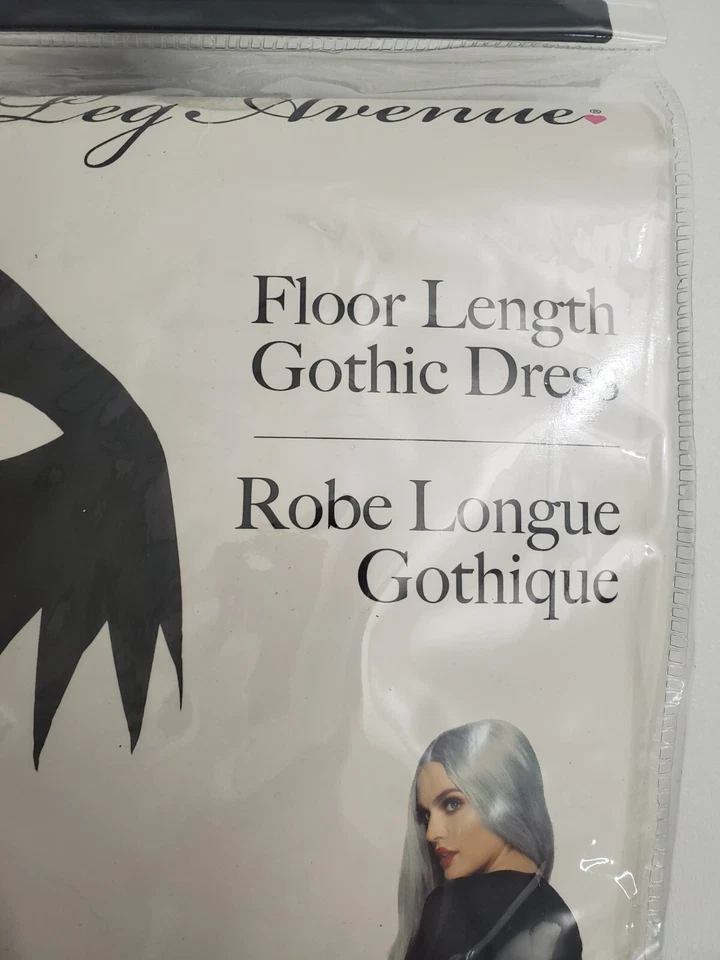 Leg Avenue®
Floor Length
Gothic Dress
Robe Longue
Gothique